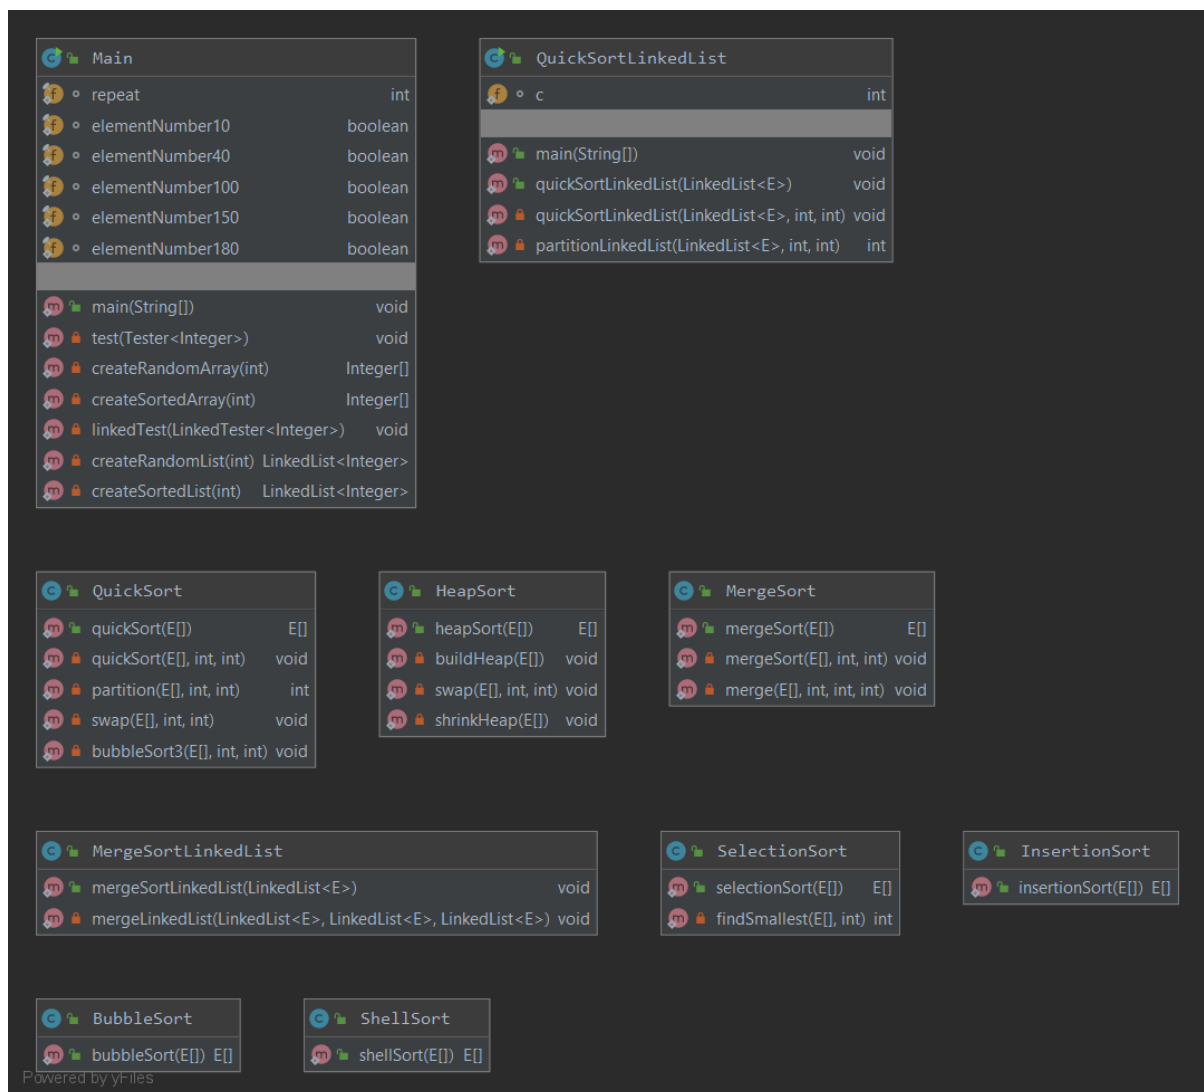 Main
repeat int
elementNumber10 boolean
elementNumber40 boolean
elementNumber100 boolean
elementNumber150 boolean
elementNumber180 boolean
main(String[]) void
test(Tester<Integer>) void
createRandomArray(int) Integer[]
createSortedArray(int) Integer[]
linkedTest(LinkedTester<Integer>) void
createRandomList(int) LinkedList<Integer>
createSortedList(int) LinkedList<Integer>
QuickSortLinkedList
c int
main(String[]) void
quickSortLinkedList(LinkedList<E>) void
quickSortLinkedList(LinkedList<E>, int, int) void
partitionLinkedList(LinkedList<E>, int, int) int
QuickSort
quickSort(E[]) E[]
quickSort(E[], int, int) void
partition(E[], int, int) int
swap(E[], int, int) void
bubbleSort3(E[], int, int) void
HeapSort
heapSort(E[]) E[]
buildHeap(E[]) void
swap(E[], int, int) void
shrinkHeap(E[]) void
MergeSort
mergeSort(E[]) E[]
mergeSort(E[], int, int) void
merge(E[], int, int, int) void
MergeSortLinkedList
mergeSortLinkedList(LinkedList<E>) void
mergeLinkedList(LinkedList<E>, LinkedList<E>, LinkedList<E>) void
SelectionSort
selectionSort(E[]) E[]
findSmallest(E[], int) int
InsertionSort
insertionSort(E[]) E[]
BubbleSort
bubbleSort(E[]) E[]
ShellSort
shellSort(E[]) E[]
Powered by yFiles